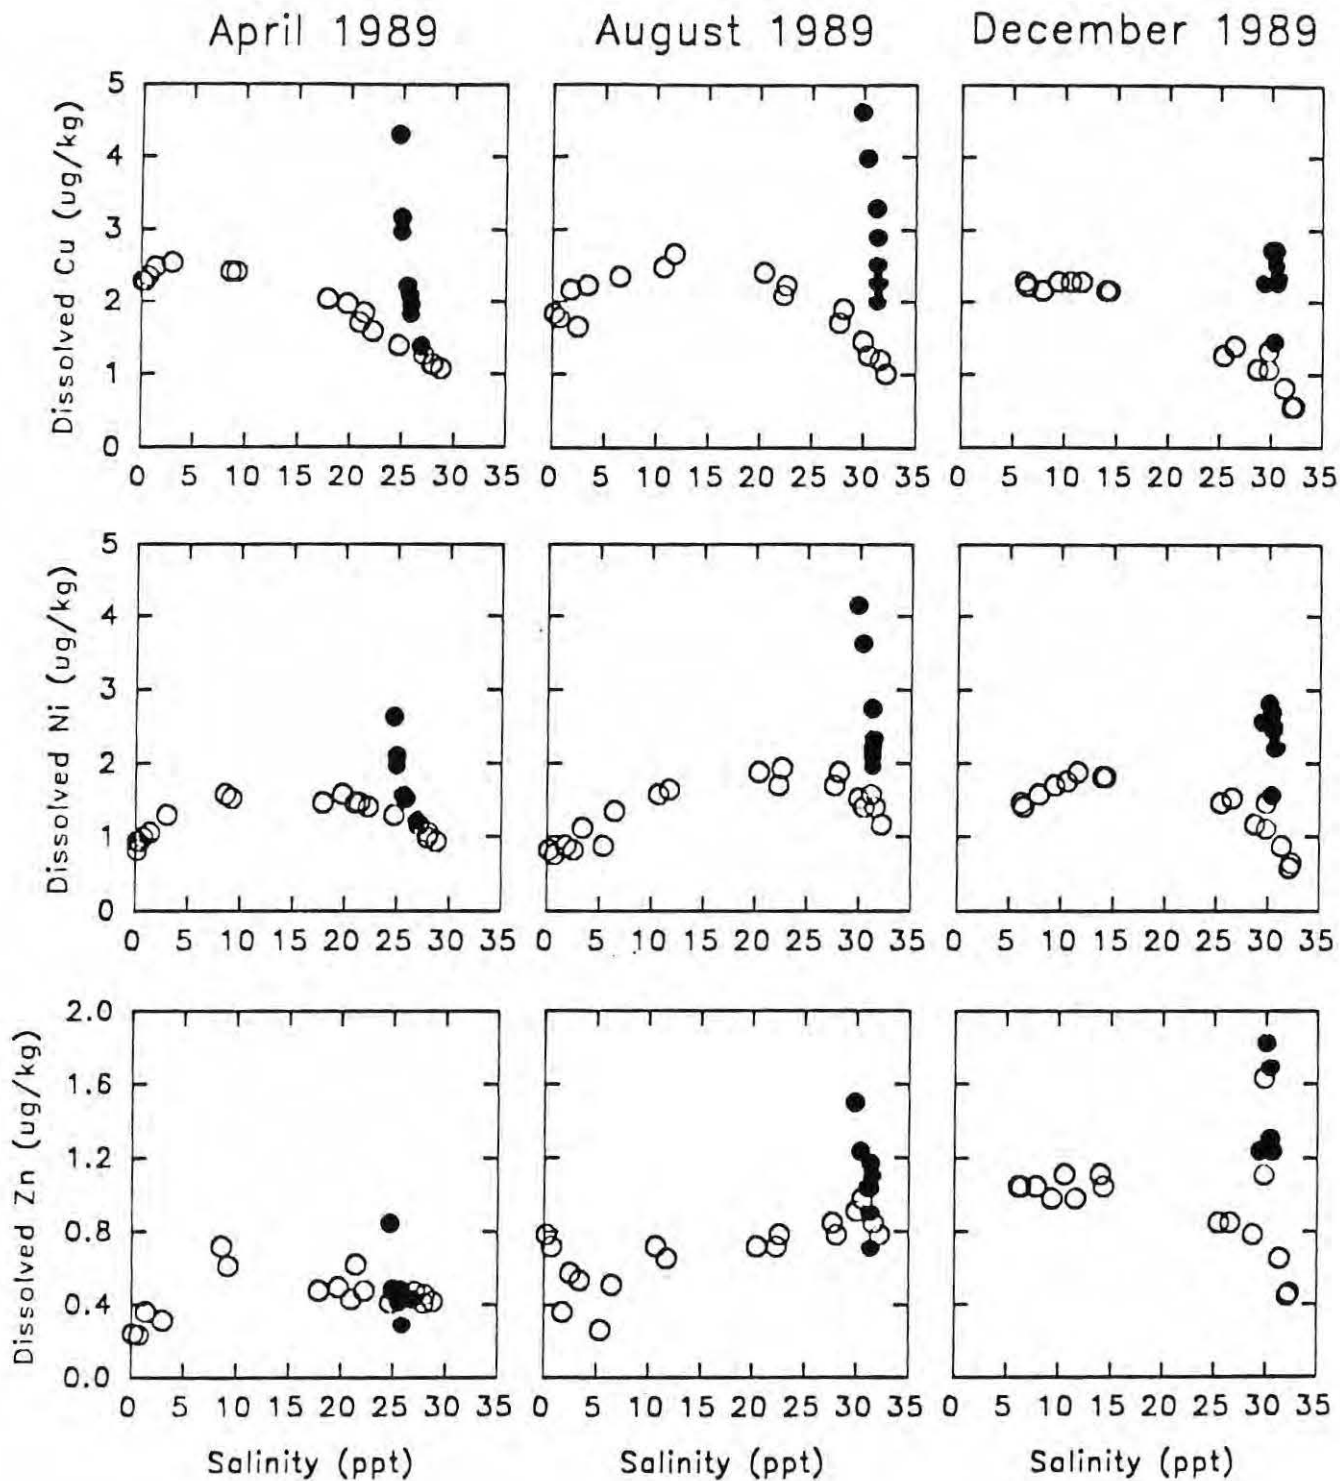 April 1989 August 1989 December 1989
Dissolved Cu (ug/kg)
5
4
3
2
1
0
0 5 10 15 20 25 30 35 0 5 10 15 20 25 30 35 0 5 10 15 20 25 30 35
Dissolved Ni (ug/kg)
5
4
3
2
1
0
0 5 10 15 20 25 30 35 0 5 10 15 20 25 30 35 0 5 10 15 20 25 30 35
Dissolved Zn (ug/kg)
2.0
1.6
1.2
0.8
0.4
0.0
0 5 10 15 20 25 30 35 0 5 10 15 20 25 30 35 0 5 10 15 20 25 30 35
Salinity (ppt) Salinity (ppt) Salinity (ppt)